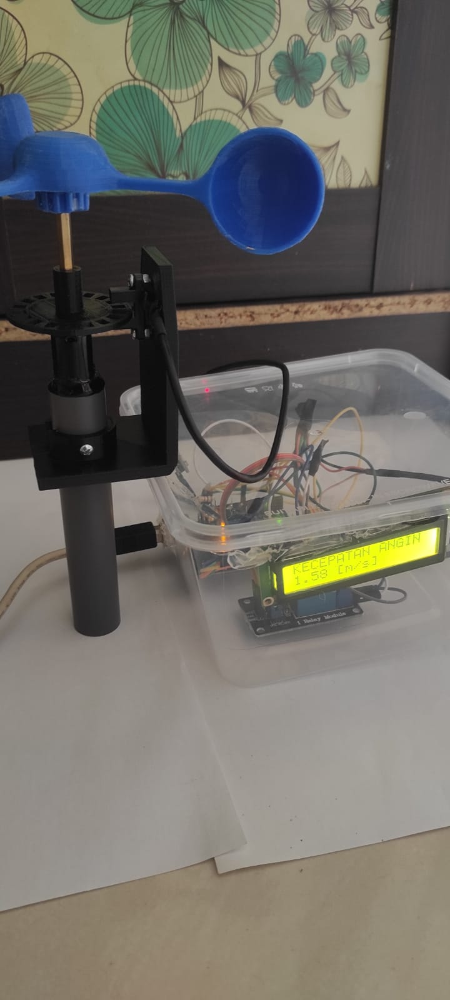 KECEPATAN ANGIN
1.58 [m/s]
1 Relay Module